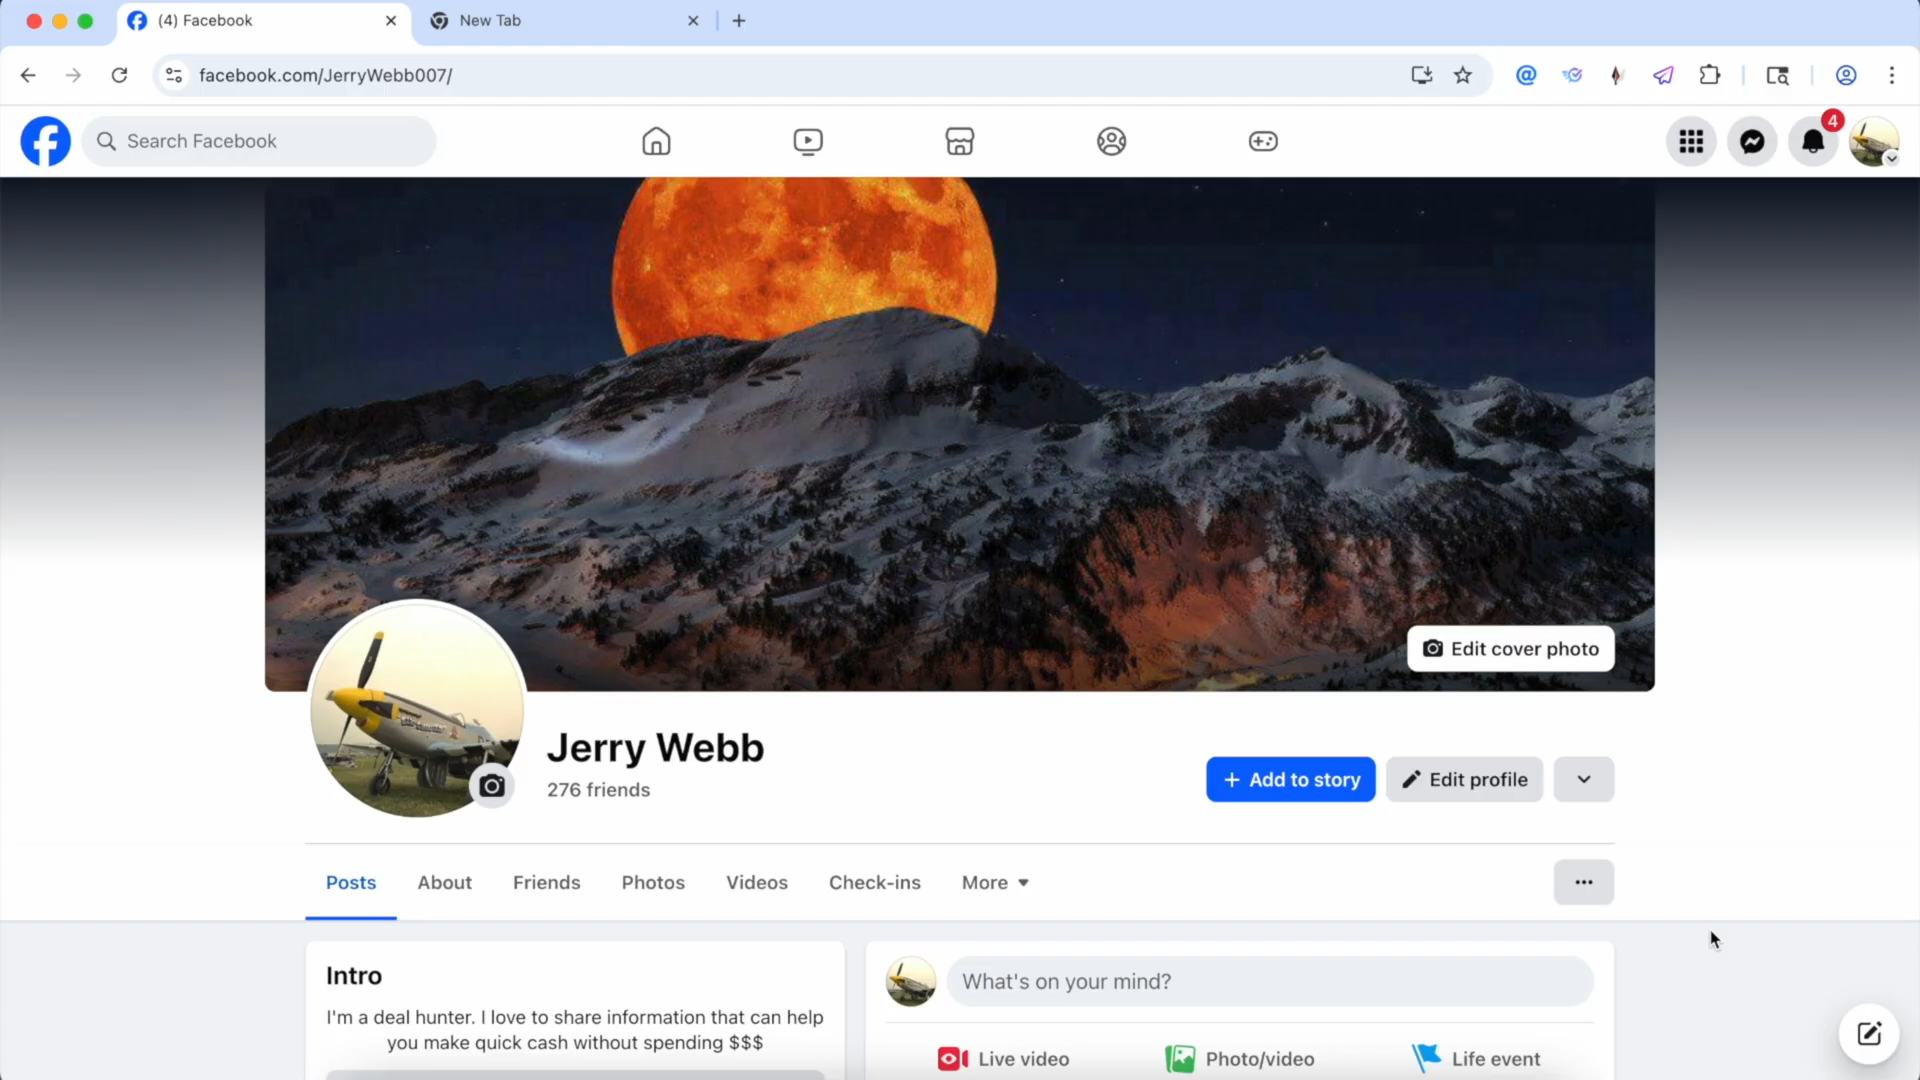 (4) Facebook
New Tab
facebook.com/JerryWebb007/
Search Facebook
4
Edit cover photo
Jerry Webb
276 friends
+ Add to story
Edit profile
Posts
About
Friends
Photos
Videos
Check-ins
More
Intro
I'm a deal hunter. I love to share information that can help
you make quick cash without spending $$$
What's on your mind?
Live video
Photo/video
Life event